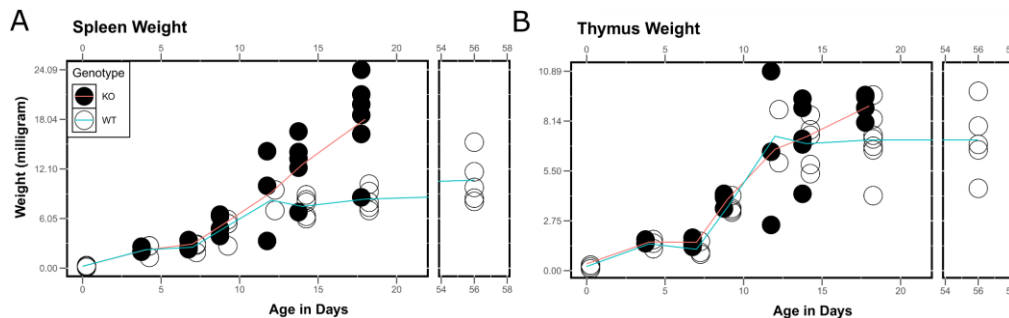 A
Spleen Weight
0 5 10 15 20 54 56 58
24.09
18.04
12.10
6.05
0.00
Weight (milligram)
Genotype
KO
WT
0 5 10 15 20 54 56 58
Age in Days
B
Thymus Weight
0 5 10 15 20 54 56 58
10.89
8.14
5.50
2.75
0.00
0 5 10 15 20 54 56 58
Age in Days